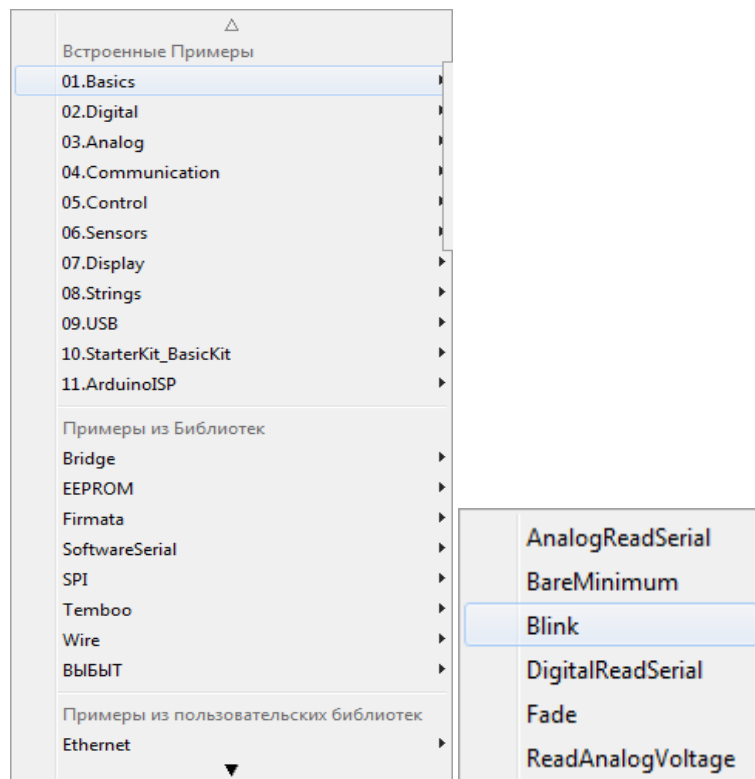 Встроенные Примеры
01.Basics
02.Digital
03.Analog
04.Communication
05.Control
06.Sensors
07.Display
08.Strings
09.USB
10.StarterKit_BasicKit
11.ArduinoISP
Примеры из Библиотек
Bridge
EEPROM
Firmata
SoftwareSerial
SPI
Temboo
Wire
ВЫБЫТ
Примеры из пользовательских библиотек
Ethernet
AnalogReadSerial
BareMinimum
Blink
DigitalReadSerial
Fade
ReadAnalogVoltage